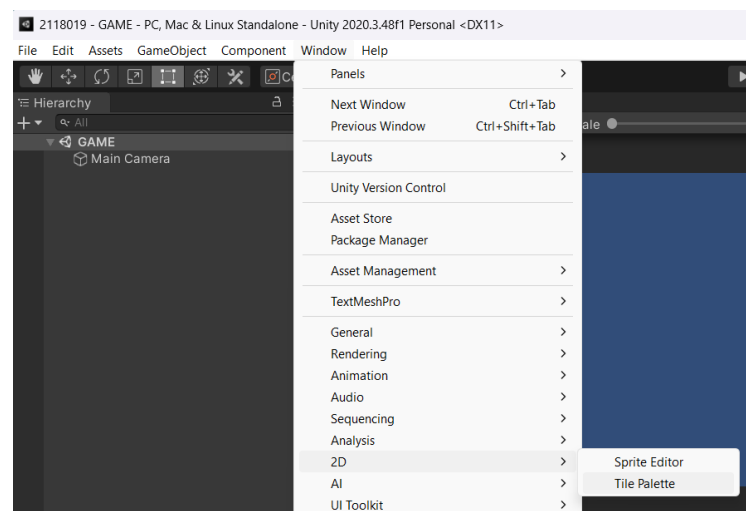 2118019 - GAME - PC, Mac & Linux Standalone - Unity 2020.3.48f1 Personal <DX11>
File Edit Assets GameObject Component Window Help
Hierarchy
All
GAME
Main Camera
Panels
Next Window Ctrl+Tab
Previous Window Ctrl+Shift+Tab
ale
Layouts
Unity Version Control
Asset Store
Package Manager
Asset Management
TextMeshPro
General
Rendering
Animation
Audio
Sequencing
Analysis
2D
Sprite Editor
AI
Tile Palette
UI Toolkit